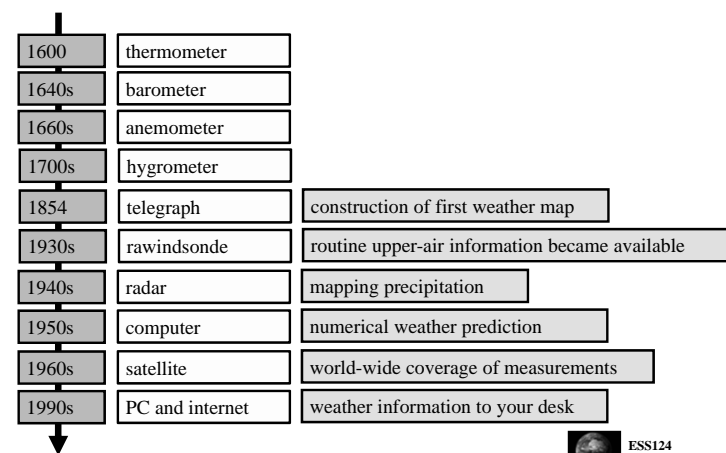 1600 thermometer
1640s barometer
1660s anemometer
1700s hygrometer
1854 telegraph construction of first weather map
1930s rawindsonde routine upper-air information became available
1940s radar mapping precipitation
1950s computer numerical weather prediction
1960s satellite world-wide coverage of measurements
1990s PC and internet weather information to your desk
ESS124